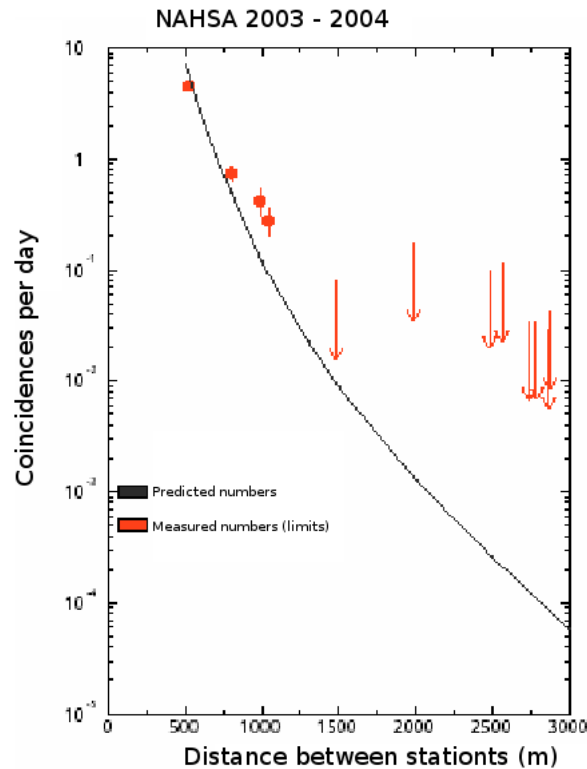 NAHSA 2003 - 2004
10
1
10⁻¹
10⁻²
10⁻³
10⁻⁴
10⁻⁵
Coincidences per day
Predicted numbers
Measured numbers (limits)
0 500 1000 1500 2000 2500 3000
Distance between stationts (m)